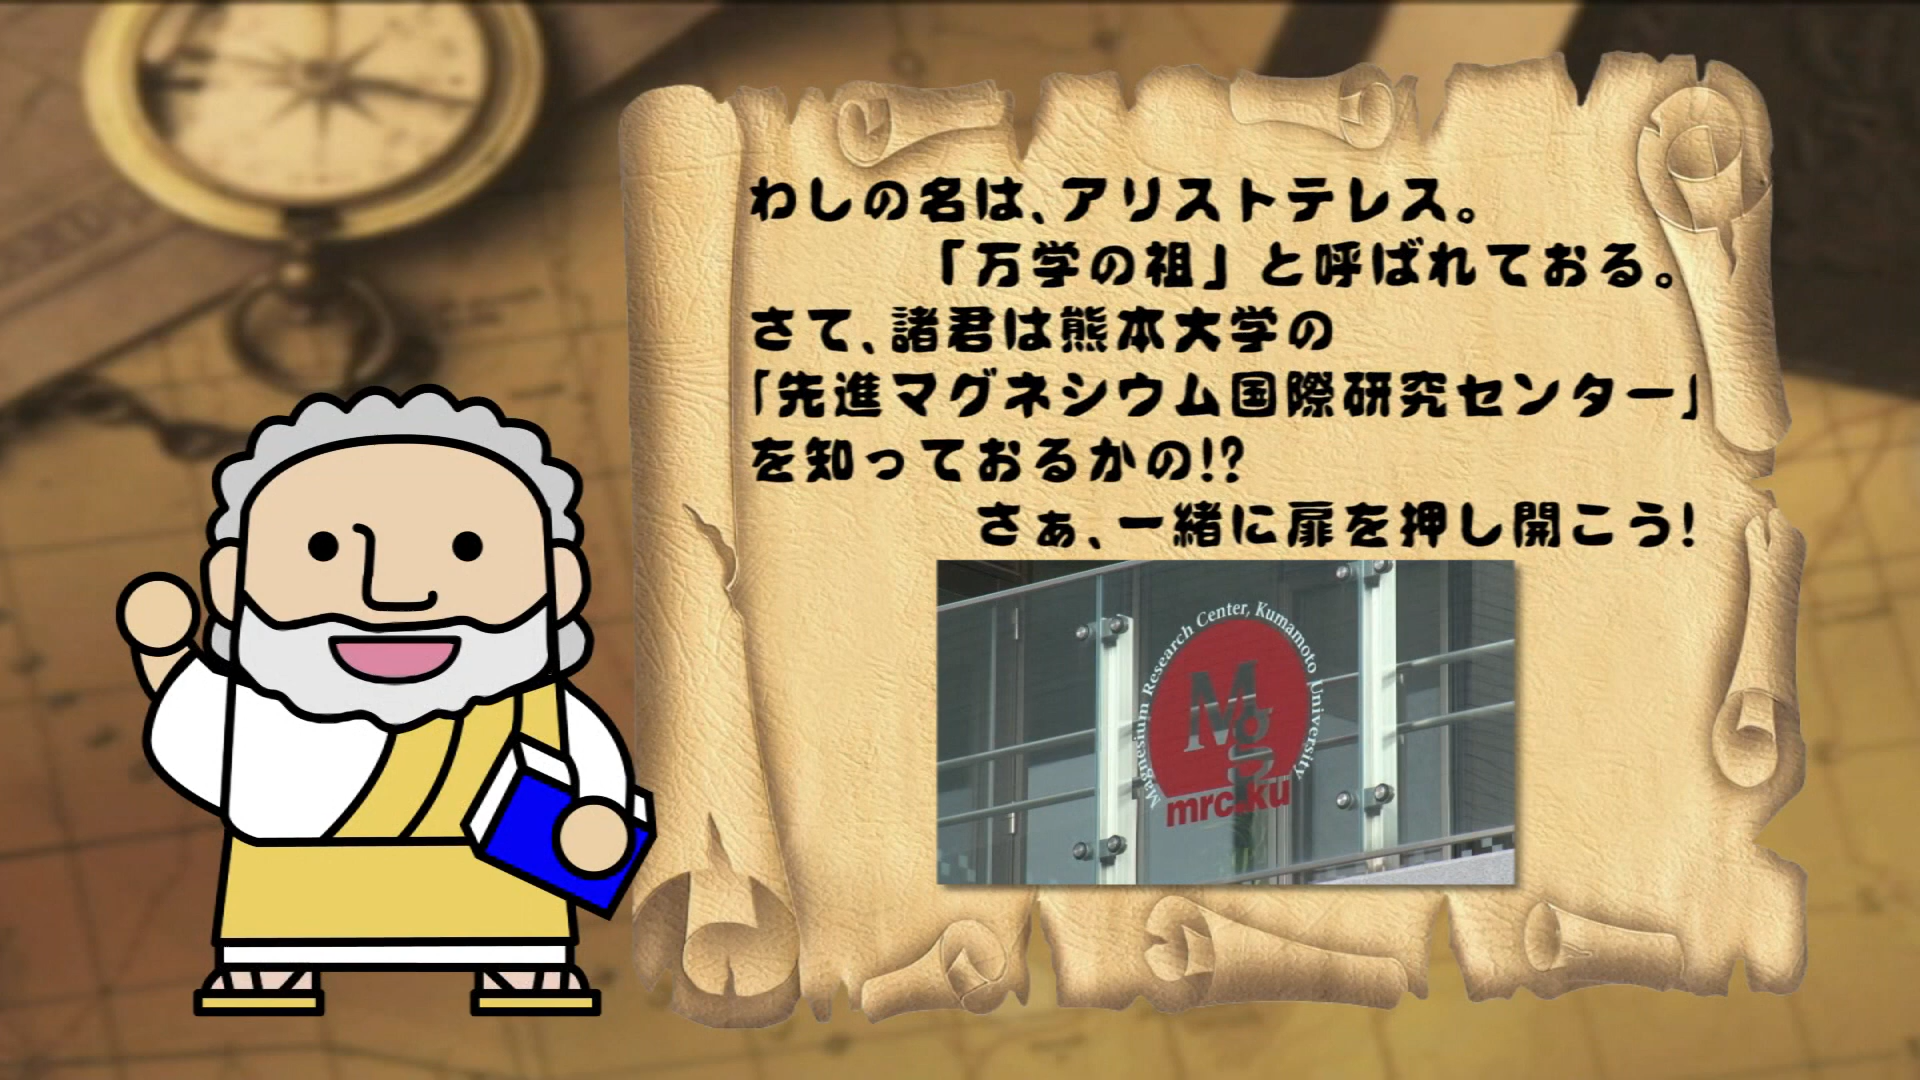 わしの名は、アリストテレス。
「万学の祖」と呼ばれておる。
さて、諸君は熊本大学の
「先進マグネシウム国際研究センター」
を知っておるかの!?
さぁ、一緒に扉を押し開こう!
Magnesium Research Center, Kumamoto University
Mg
mrc.ku